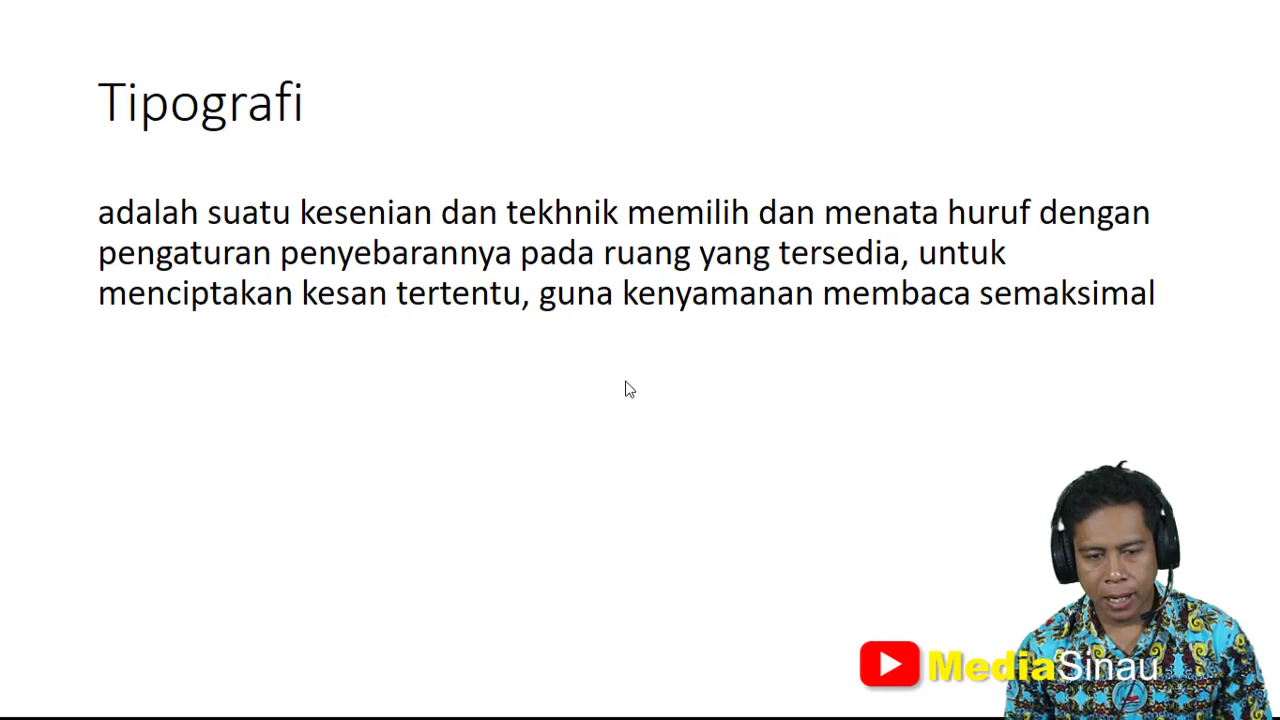 Tipografi
adalah suatu kesenian dan tekhnik memilih dan menata huruf dengan
pengaturan penyebarannya pada ruang yang tersedia, untuk
menciptakan kesan tertentu, guna kenyamanan membaca semaksimal
MediaSinau